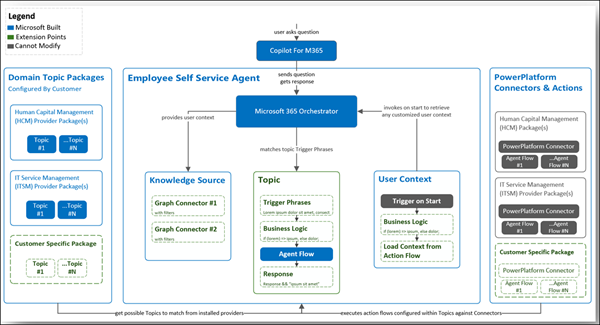 Legend
Microsoft Built
Extension Points
Cannot Modify
user asks question
Copilot For M365
sends question
gets response
Domain Topic Packages
Configured By Customer
Human Capital Management
(HCM) Provider Package(s)
Topic
#1
...Topic
#N
IT Service Management
(ITSM) Provider Package(s)
Topic
#1
...Topic
#N
Customer Specific Package
Topic
#1
...Topic
#N
Employee Self Service Agent
Microsoft 365 Orchestrator
provides user context
matches topic Trigger Phrases
invokes on start to retrieve
any customized user context
Knowledge Source
Graph Connector #1
with filters
Graph Connector #2
with filters
Topic
Trigger Phrases
Lorem ipsum dolor sit amet, consect
Business Logic
if (lorem) == ipsum, else dolor.
Agent Flow
Response
Response && "ipsum sit amet"
User Context
Trigger on Start
Business Logic
if (lorem) == ipsum, else dolor.
Load Context from
Action Flow
PowerPlatform
Connectors & Actions
Human Capital Management
(HCM) Package(s)
PowerPlatform Connector
Agent Flow
#1
...Agent
Flow #N
IT Service Management
(ITSM) Provider Package(s)
PowerPlatform Connector
Agent Flow
#1
...Agent
Flow #N
Customer Specific Package
PowerPlatform Connector
Agent Flow
#1
...Agent
Flow #N
get possible Topics to match from installed providers
executes action flows configured within Topics against Connectors